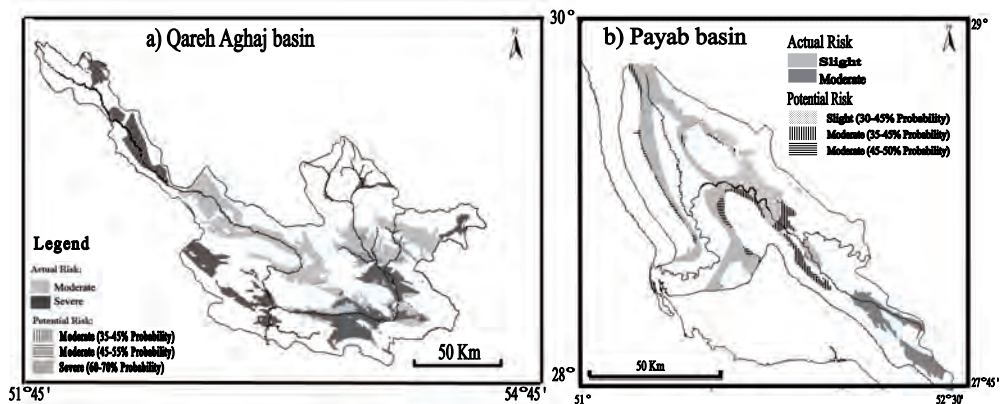 a) Qareh Aghaj basin
N
Legend
Actual Risk:
Moderate
Severe
Potential Risk:
Moderate (35-45% Probability)
Moderate (45-55% Probability)
Severe (60-70% Probability)
50 Km
30°
28°
51°45'
54°45'
b) Payab basin
N
Actual Risk
Slight
Moderate
Potential Risk
Slight (30-45% Probability)
Moderate (35-45% Probability)
Moderate (45-50% Probability)
50 Km
29°
27°45'
51°
52°30'